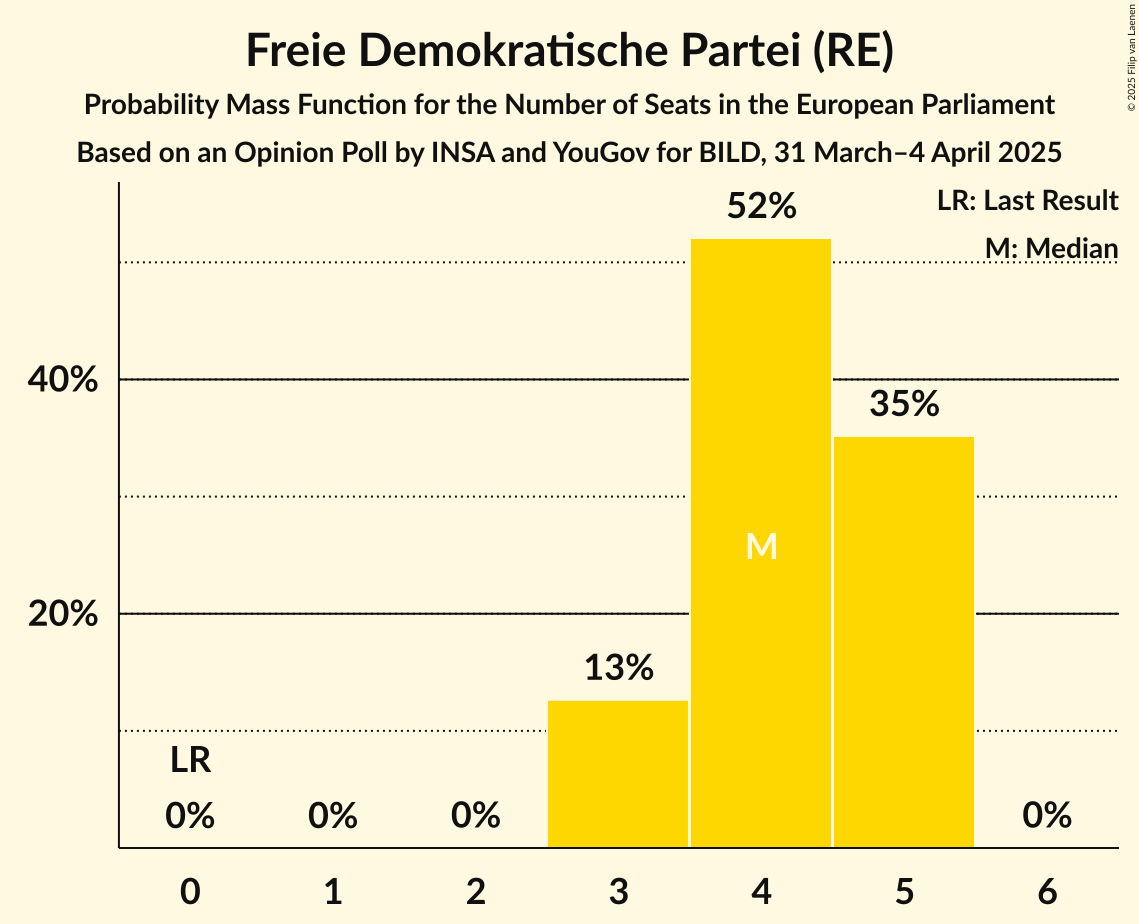 Freie Demokratische Partei (RE)
Probability Mass Function for the Number of Seats in the European Parliament
Based on an Opinion Poll by INSA and YouGov for BILD, 31 March–4 April 2025
© 2025 Filip van Laenen
LR: Last Result
M: Median
52%
40%
35%
M
20%
13%
LR
0%
0%
0%
0%
0
1
2
3
4
5
6